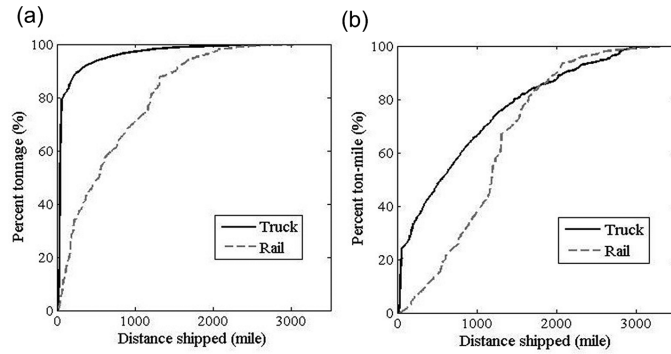 (a)
Percent tonnage (%)
100
80
60
40
20
0
0 1000 2000 3000
Distance shipped (mile)
Truck
Rail
(b)
Percent ton-mile (%)
100
80
60
40
20
0
0 1000 2000 3000
Distance shipped (mile)
Truck
Rail